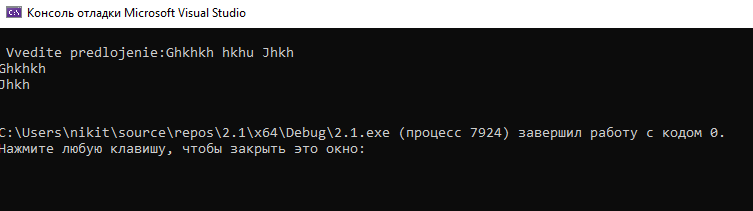 Консоль отладки Microsoft Visual Studio
Vvedite predlojenie:Ghkhkh hkhu Jhkh
Ghkhkh
Jhkh
C:\Users\nikit\source\repos\2.1\x64\Debug\2.1.exe (процесс 7924) завершил работу с кодом 0.
Нажмите любую клавишу, чтобы закрыть это окно: